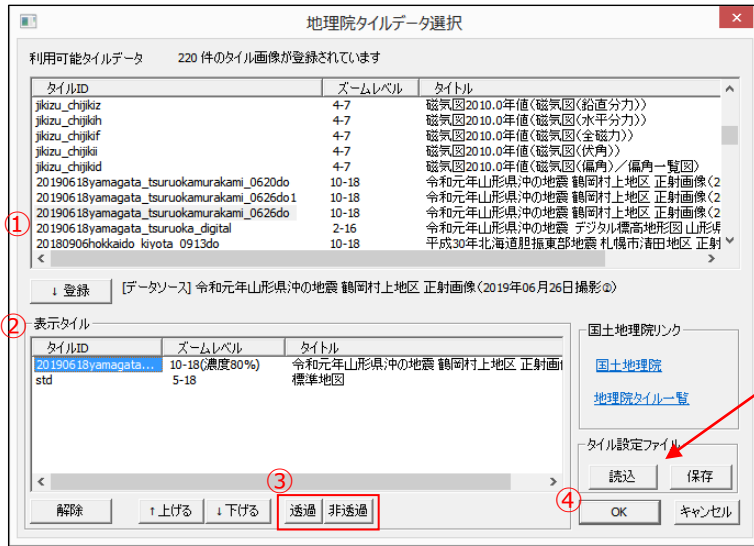 地理院タイルデータ選択
利用可能タイルデータ 220 件のタイル画像が登録されています
タイルID ズームレベル タイトル
jikizu_chijikiz 4-7 磁気図2010.0年値(磁気図(鉛直分力))
jikizu_chijikih 4-7 磁気図2010.0年値(磁気図(水平分力))
jikizu_chijikif 4-7 磁気図2010.0年値(磁気図(全磁力))
jikizu_chijikii 4-7 磁気図2010.0年値(磁気図(伏角))
jikizu_chijikid 4-7 磁気図2010.0年値(磁気図(偏角)/偏角一覧図)
20190618yamagata_tsuruokamurakami_0620do 10-18 令和元年山形県沖の地震 鶴岡村上地区 正射画像(2
20190618yamagata_tsuruokamurakami_0626do1 10-18 令和元年山形県沖の地震 鶴岡村上地区 正射画像(2
20190618yamagata_tsuruokamurakami_0626do 10-18 令和元年山形県沖の地震 鶴岡村上地区 正射画像(2
① 20190618yamagata_tsuruoka_digital 2-16 令和元年山形県沖の地震 デジタル標高地形図 山形県
20180906hokkaido_kiyota_0913do 10-18 平成30年北海道胆振東部地震 札幌市清田地区 正射
↓ 登録 [データソース] 令和元年山形県沖の地震 鶴岡村上地区 正射画像(2019年06月26日撮影②)
② 表示タイル
タイルID ズームレベル タイトル
20190618yamagata... 10-18(濃度80%) 令和元年山形県沖の地震 鶴岡村上地区 正射画
std 5-18 標準地図
国土地理院リンク
国土地理院
地理院タイル一覧
タイル設定ファイル
読込 保存
③
解除 ↑上げる ↓下げる 透過 非透過
④ OK キャンセル